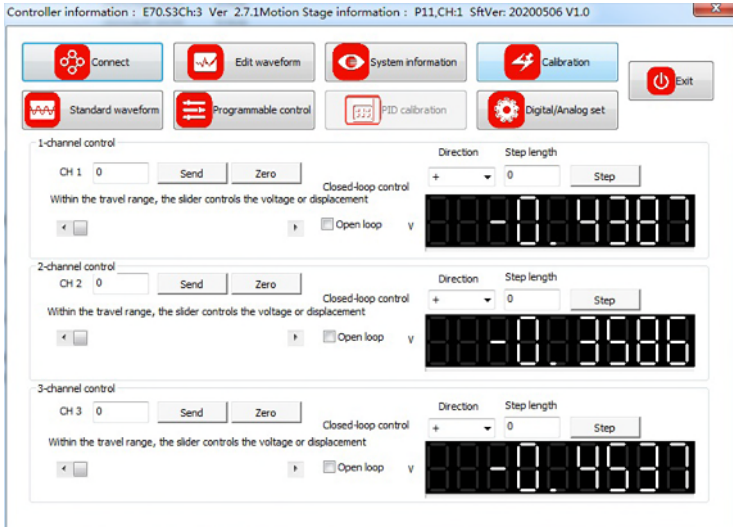 Controller information : E70.S3Ch:3 Ver 2.7.1Motion Stage information : P11,CH:1 SftVer: 20200506 V1.0
Connect Edit waveform System information Calibration Exit
Standard waveform Programmable control PID calibration Digital/Analog set
1-channel control
Direction Step length
CH 1 0 Send Zero + 0 Step
Closed-loop control
Within the travel range, the slider controls the voltage or displacement
Open loop V -0.4387
2-channel control
Direction Step length
CH 2 0 Send Zero + 0 Step
Closed-loop control
Within the travel range, the slider controls the voltage or displacement
Open loop V -0.3586
3-channel control
Direction Step length
CH 3 0 Send Zero + 0 Step
Closed-loop control
Within the travel range, the slider controls the voltage or displacement
Open loop V -0.4537